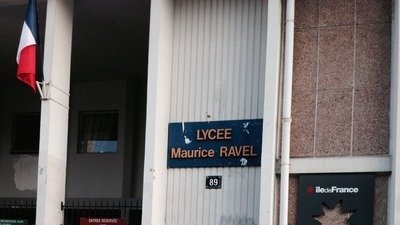 LYCEE
Maurice RAVEL
89
îledeFrance
ENTREE RESERVEE